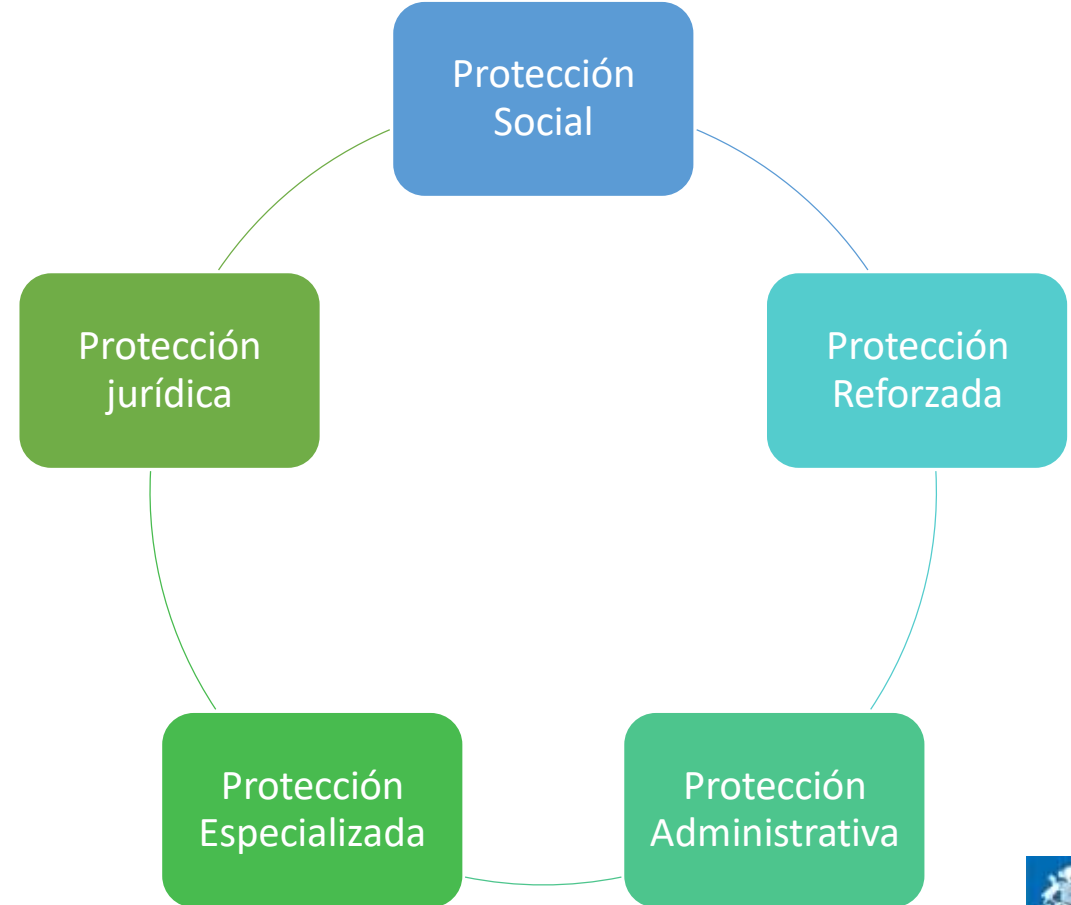 Protección
Social
Protección
Reforzada
Protección
Administrativa
Protección
Especializada
Protección
jurídica